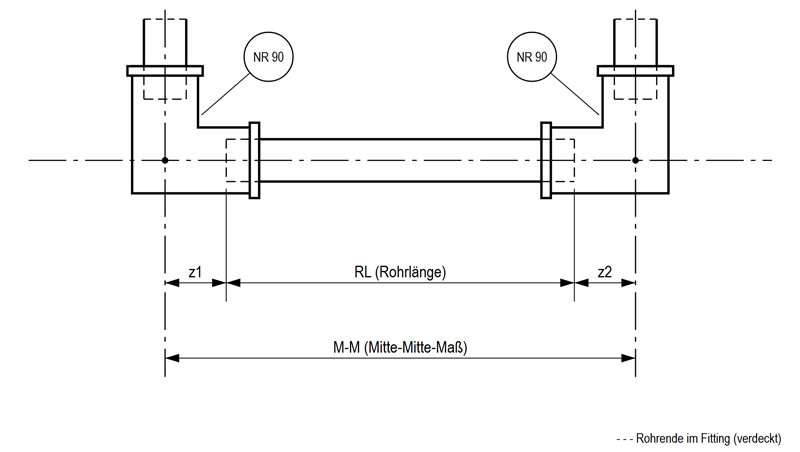 NR 90
NR 90
z1
RL (Rohrlänge)
z2
M-M (Mitte-Mitte-Maß)
- - - Rohrende im Fitting (verdeckt)